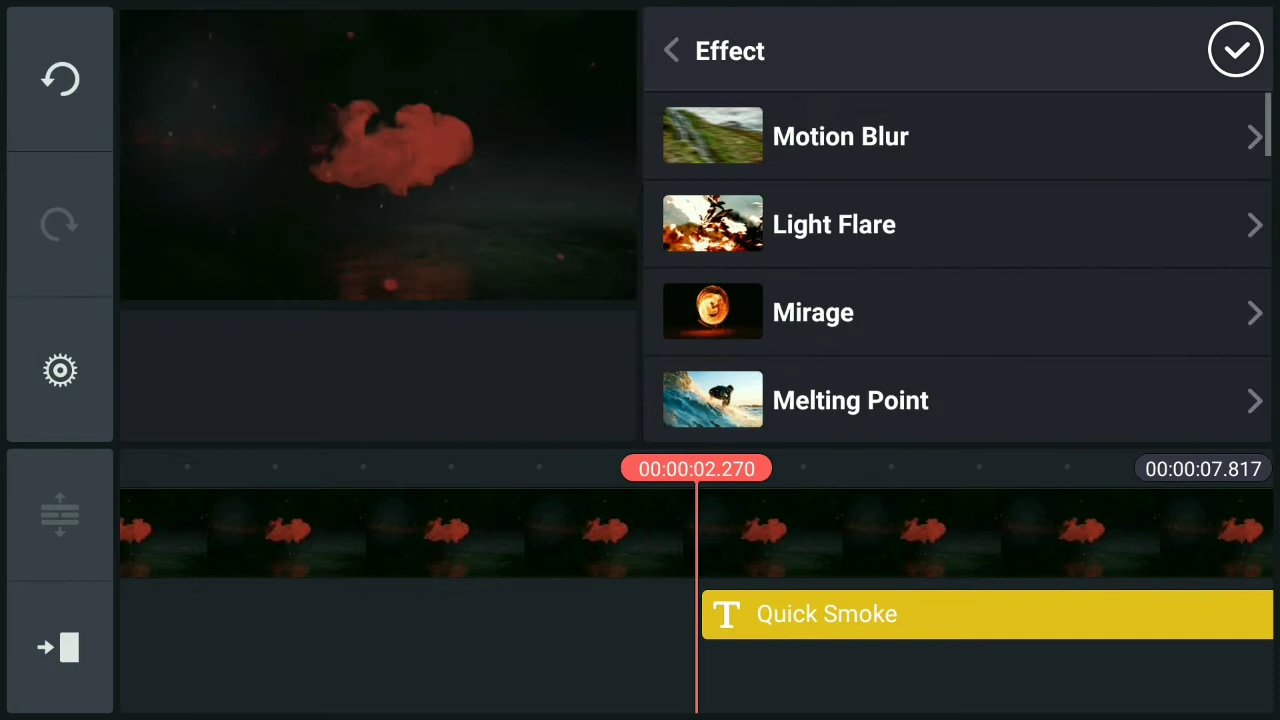 Effect
Motion Blur
Light Flare
Mirage
Melting Point
00:00:02.270
00:00:07.817
T Quick Smoke